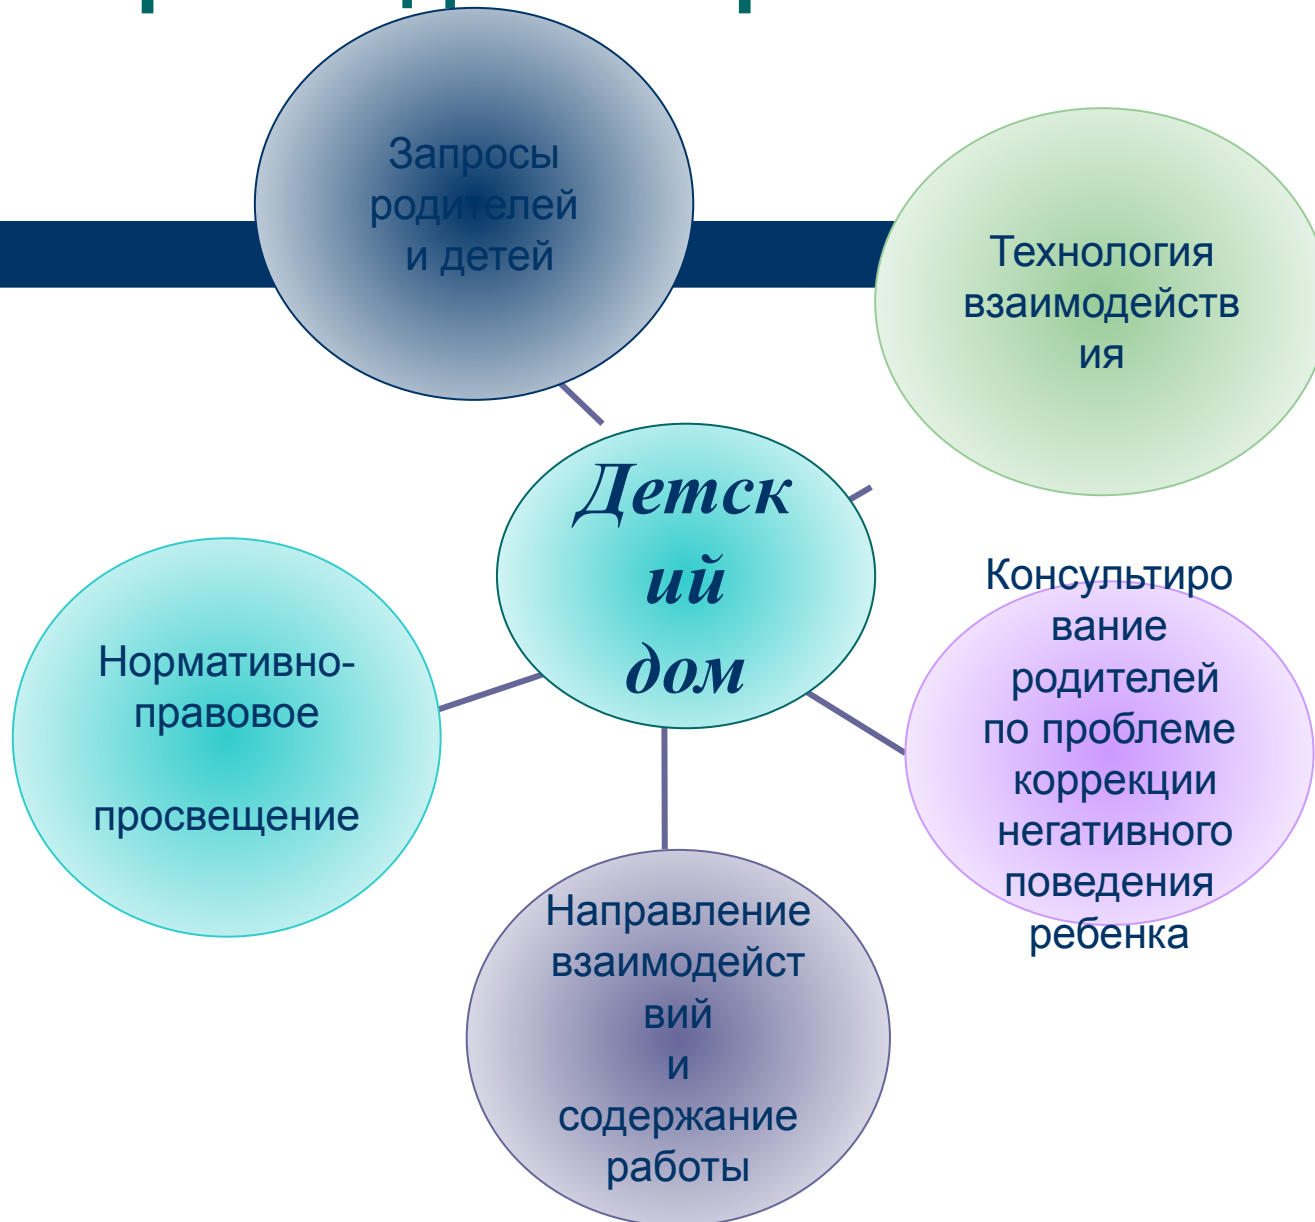 Запросы
родителей
и детей
Технология
взаимодейств
ия
Детск
ий
дом
Консультиро
вание
родителей
по проблеме
коррекции
негативного
поведения
ребенка
Нормативно-
правовое
просвещение
Направление
взаимодейст
вий
и
содержание
работы